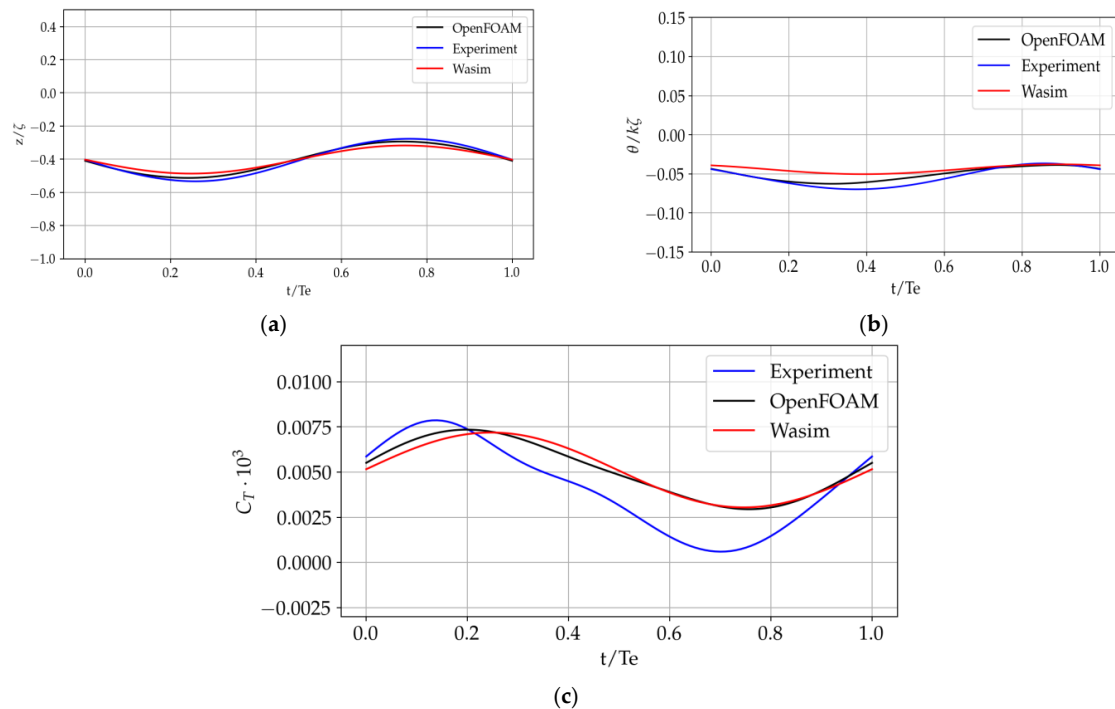 0.4
0.2
0.0
−0.2
−0.4
−0.6
−0.8
−1.0
z/ζ
OpenFOAM
Experiment
Wasim
0.0 0.2 0.4 0.6 0.8 1.0
t/Te
(a)
0.15
0.10
0.05
0.00
−0.05
−0.10
−0.15
θ/kζ
OpenFOAM
Experiment
Wasim
0.0 0.2 0.4 0.6 0.8 1.0
t/Te
(b)
0.0100
0.0075
0.0050
0.0025
0.0000
−0.0025
C_T · 10³
Experiment
OpenFOAM
Wasim
0.0 0.2 0.4 0.6 0.8 1.0
t/Te
(c)